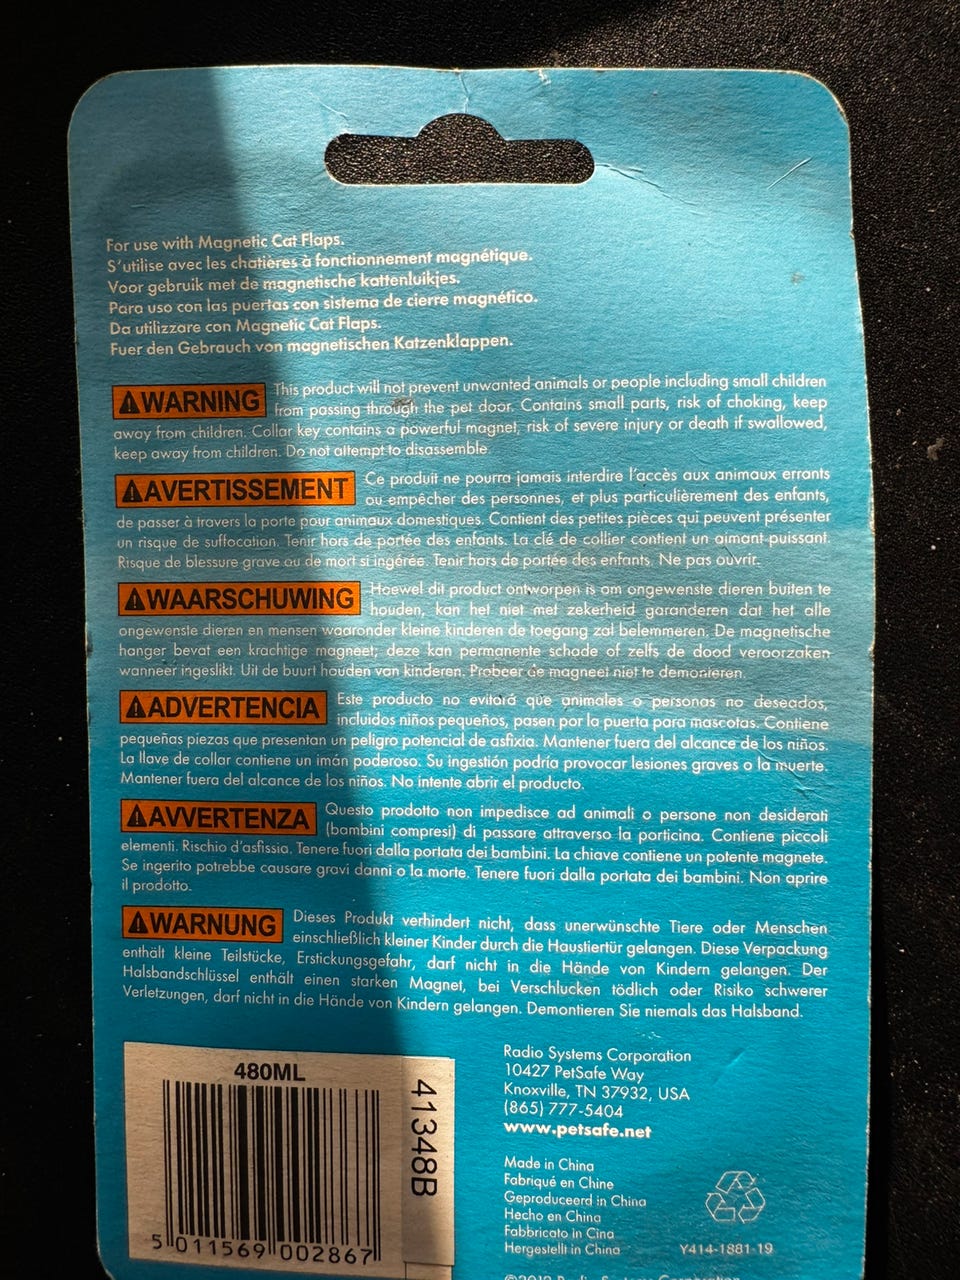 For use with Magnetic Cat Flaps.
S'utilise avec les chatières à fonctionnement magnétique.
Voor gebruik met de magnetische kattenluikjes.
Para uso con las puertas con sistema de cierre magnético.
Da utilizzare con Magnetic Cat Flaps.
Fuer den Gebrauch von magnetischen Katzenklappen.
WARNING This product will not prevent unwanted animals or people including small children
from passing through the pet door. Contains small parts, risk of choking, keep
away from children. Collar key contains a powerful magnet, risk of severe injury or death if swallowed,
keep away from children. Do not attempt to disassemble.
AVERTISSEMENT Ce produit ne pourra jamais interdire l'accès aux animaux errants
ou empêcher des personnes, et plus particulièrement des enfants,
de passer à travers la porte pour animaux domestiques. Contient des petites pièces qui peuvent présenter
un risque de suffocation. Tenir hors de portée des enfants. La clé de collier contient un aimant puissant.
Risque de blessure grave ou de mort si ingérée. Tenir hors de portée des enfants. Ne pas ouvrir.
WAARSCHUWING Hoewel dit product ontworpen is om ongewenste dieren buiten te
houden, kan het niet met zekerheid garanderen dat het alle
ongewenste dieren en mensen waaronder kleine kinderen de toegang zal belemmeren. De magnetische
hanger bevat een krachtige magneet; deze kan permanente schade of zelfs de dood veroorzaken
wanneer ingeslikt. Uit de buurt houden van kinderen. Probeer de magneet niet te demonteren.
ADVERTENCIA Este producto no evitará que animales o personas no deseados,
incluidos niños pequeños, pasen por la puerta para mascotas. Contiene
pequeñas piezas que presentan un peligro potencial de asfixia. Mantener fuera del alcance de los niños.
La llave de collar contiene un imán poderoso. Su ingestión podría provocar lesiones graves o la muerte.
Mantener fuera del alcance de los niños. No intente abrir el producto.
AVVERTENZA Questo prodotto non impedisce ad animali o persone non desiderati
(bambini compresi) di passare attraverso la porticina. Contiene piccoli
elementi. Rischio d'asfissia. Tenere fuori dalla portata dei bambini. La chiave contiene un potente magnete.
Se ingerito potrebbe causare gravi danni o la morte. Tenere fuori dalla portata dei bambini. Non aprire
il prodotto.
WARNUNG Dieses Produkt verhindert nicht, dass unerwünschte Tiere oder Menschen
einschließlich kleiner Kinder durch die Haustiertür gelangen. Diese Verpackung
enthält kleine Teilstücke, Erstickungsgefahr, darf nicht in die Hände von Kindern gelangen. Der
Halsbandschlüssel enthält einen starken Magnet, bei Verschlucken tödlich oder Risiko schwerer
Verletzungen, darf nicht in die Hände von Kindern gelangen. Demontieren Sie niemals das Halsband.
480ML
41348B
5 011569 002867
Radio Systems Corporation
10427 PetSafe Way
Knoxville, TN 37932, USA
(865) 777-5404
www.petsafe.net
Made in China
Fabriqué en Chine
Geproduceerd in China
Hecho en China
Fabbricato in Cina
Hergestellt in China
Y414-1881-19
©2012 Radio Systems Corporation